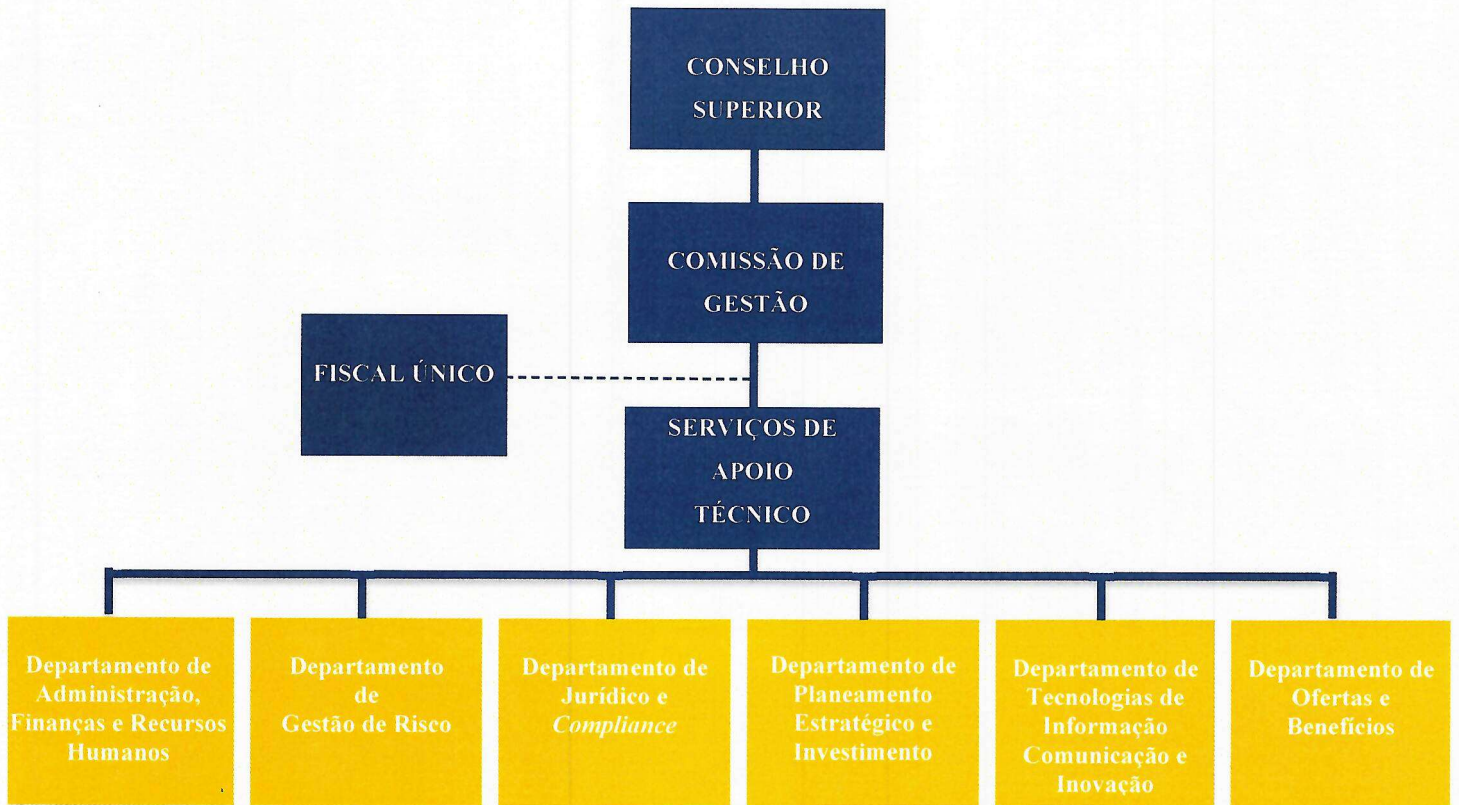 CONSELHO
SUPERIOR
COMISSÃO DE
GESTÃO
FISCAL ÚNICO
SERVIÇOS DE
APOIO
TÉCNICO
Departamento de
Administração,
Finanças e Recursos
Humanos
Departamento
de
Gestão de Risco
Departamento de
Jurídico e
Compliance
Departamento de
Planeamento
Estratégico e
Investimento
Departamento de
Tecnologias de
Informação
Comunicação e
Inovação
Departamento de
Ofertas e
Benefícios